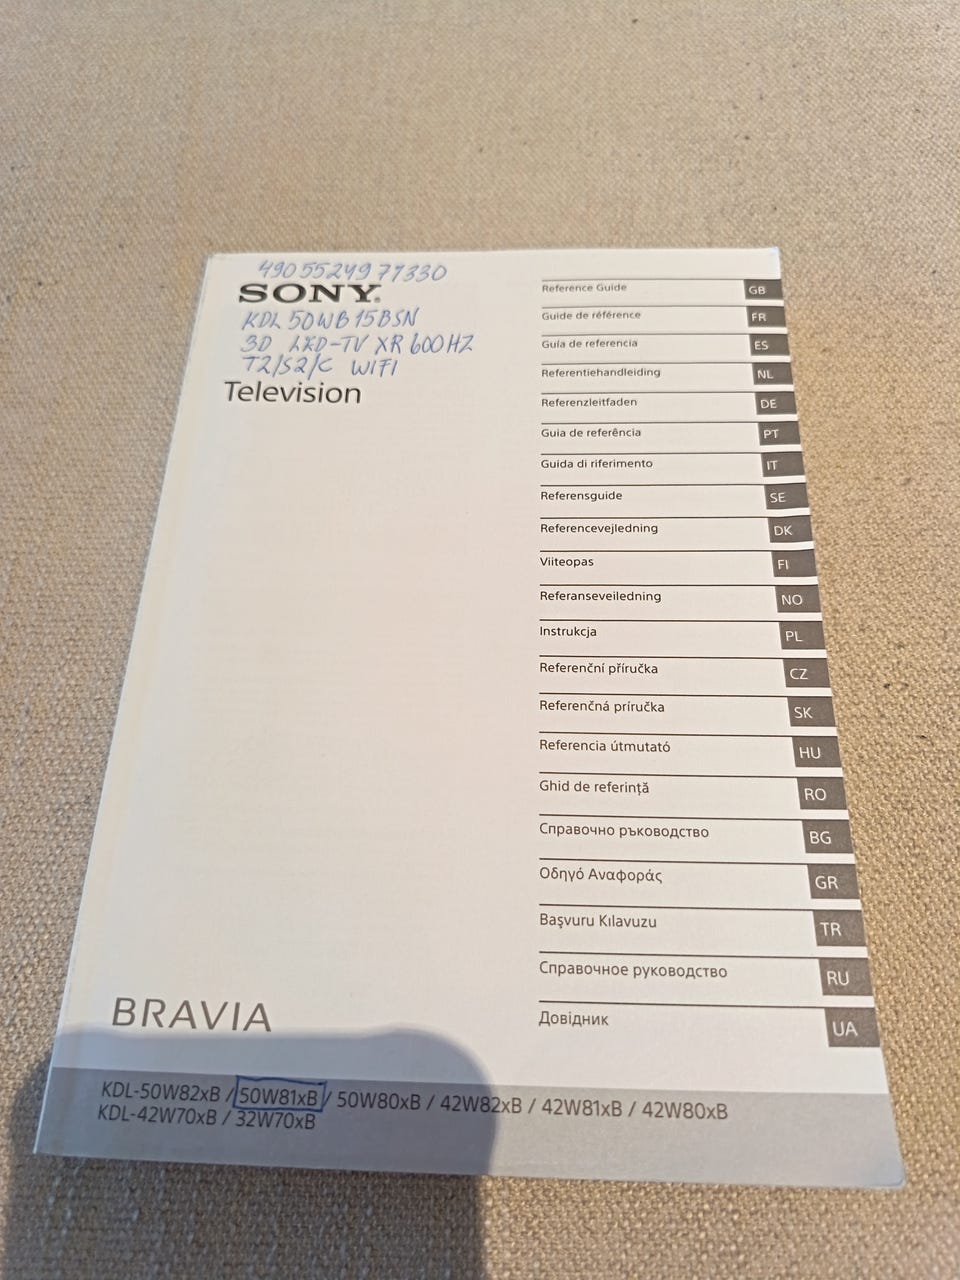 4905524977330
SONY®
KDL 50WB15BSN
3D LED-TV XR 600HZ
T2/S2/C WIFI
Television
Reference Guide GB
Guide de référence FR
Guía de referencia ES
Referentiehandleiding NL
Referenzleitfaden DE
Guia de referência PT
Guida di riferimento IT
Referensguide SE
Referencevejledning DK
Viiteopas FI
Referanseveiledning NO
Instrukcja PL
Referenční příručka CZ
Referenčná príručka SK
Referencia útmutató HU
Ghid de referință RO
Справочно ръководство BG
Οδηγό Αναφοράς GR
Başvuru Kılavuzu TR
Справочное руководство RU
Довідник UA
BRAVIA
KDL-50W82xB / 50W81xB / 50W80xB / 42W82xB / 42W81xB / 42W80xB
KDL-42W70xB / 32W70xB